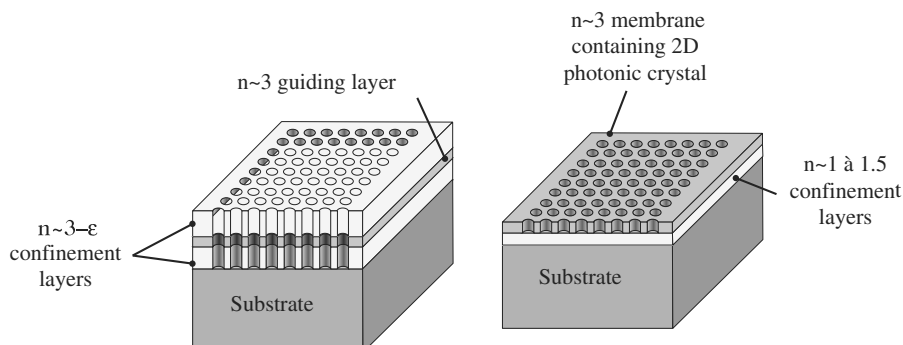 n~3 guiding layer
n~3–ε
confinement
layers
Substrate
n~3 membrane
containing 2D
photonic crystal
n~1 à 1.5
confinement
layers
Substrate